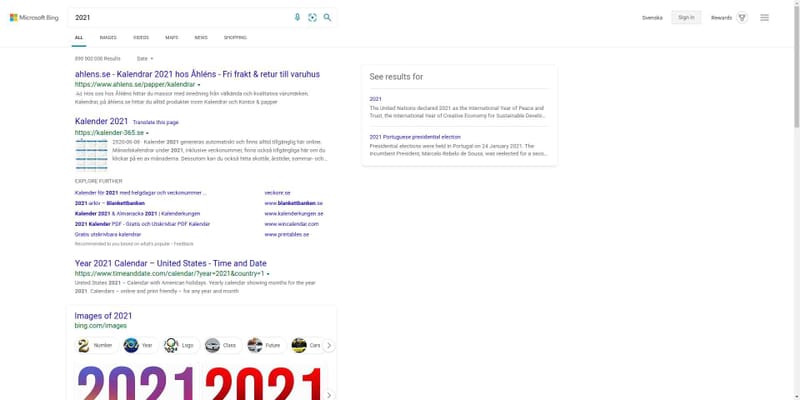 Microsoft Bing
2021
Svenska
Sign in
Rewards
ALL
IMAGES
VIDEOS
MAPS
NEWS
SHOPPING
890 000 000 Results
Date
ahlens.se - Kalendrar 2021 hos Åhléns - Fri frakt & retur till varuhus
https://www.ahlens.se/papper/kalendrar
Ad Hos oss hos Åhléns hittar du massor med inredning från välkända och kvalitativa varumärken.
Kalendrar, på åhlens.se hittar du alltid produkter inom Kalendrar och Kontor & papper
Kalender 2021 Translate this page
https://kalender-365.se
2020-06-08 · Kalender 2021 genereras automatiskt och finns alltid tillgänglig här online.
Månadskalendrar under 2021, inklusive veckonummer, finns också tillgängliga här om du
klickar på en av månaderna. Dessutom kan du också hitta skottår, årstider, sommar- och...
EXPLORE FURTHER
Kalender för 2021 med helgdagar och veckonummer ...
veckonr.se
2021-arkiv – Blankettbanken
www.blankettbanken.se
Kalender 2021 & Almanacka 2021 | Kalenderkungen
www.kalenderkungen.se
2021 Kalender PDF - Gratis och Utskrivbar PDF Kalender
www.wincalendar.com
Gratis utskrivbara kalendrar
www.printables.se
Recommended to you based on what's popular • Feedback
Year 2021 Calendar – United States - Time and Date
https://www.timeanddate.com/calendar/?year=2021&country=1
United States 2021 – Calendar with American holidays. Yearly calendar showing months for the year
2021. Calendars – online and print friendly – for any year and month
Images of 2021
bing.com/images
Number
Year
Logo
Class
Future
Cars
2021
2021
See results for
2021
The United Nations declared 2021 as the International Year of Peace and
Trust, the International Year of Creative Economy for Sustainable Develo...
2021 Portuguese presidential election
Presidential elections were held in Portugal on 24 January 2021. The
incumbent President, Marcelo Rebelo de Sousa, was reelected for a seco...